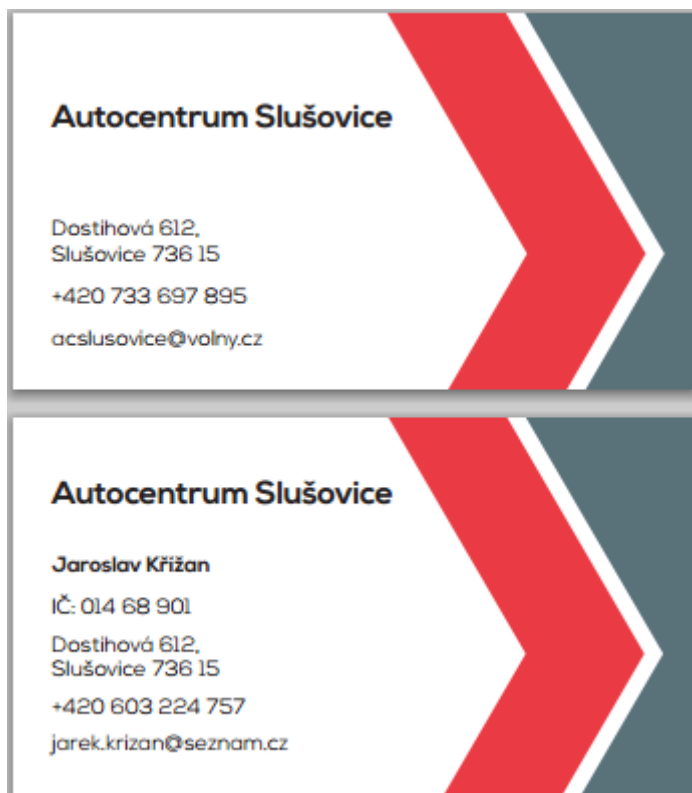 Autocentrum Slušovice
Dostihová 612,
Slušovice 736 15
+420 733 697 895
acslusovice@volny.cz
Autocentrum Slušovice
Jaroslav Křížan
IČ: 014 68 901
Dostihová 612,
Slušovice 736 15
+420 603 224 757
jarek.krizan@seznam.cz